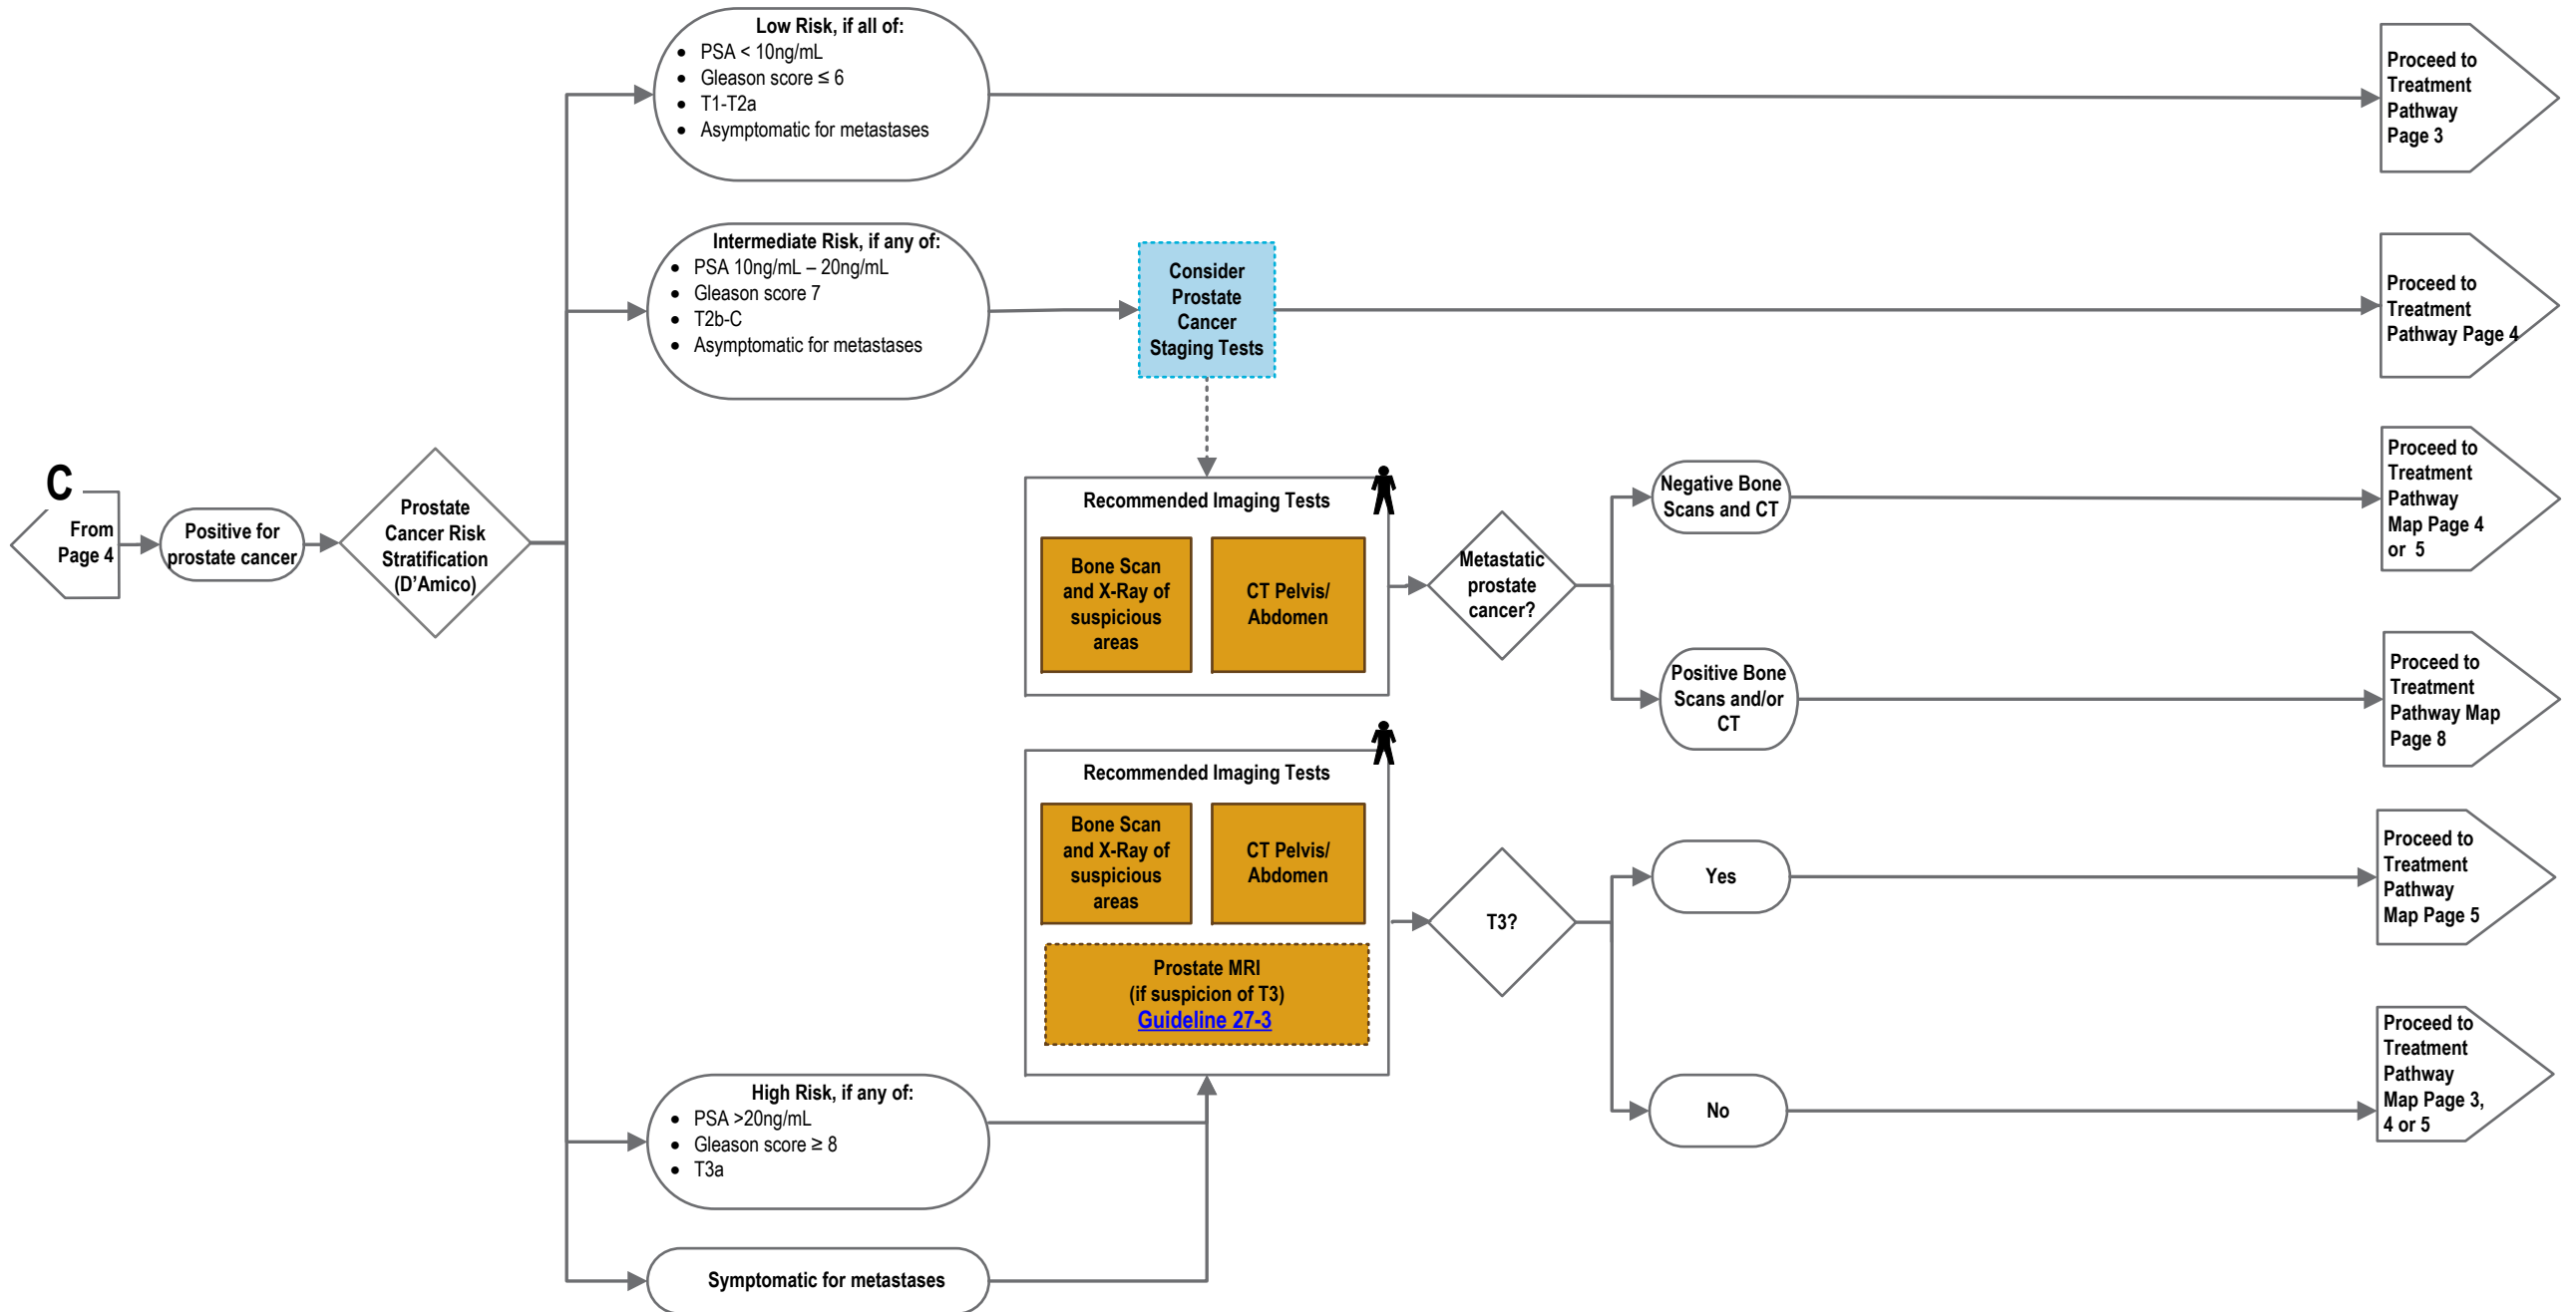 C
From
Page 4
Positive for
prostate cancer
Prostate
Cancer Risk
Stratification
(D'Amico)
Low Risk, if all of:
• PSA < 10ng/mL
• Gleason score ≤ 6
• T1-T2a
• Asymptomatic for metastases
Proceed to
Treatment
Pathway
Page 3
Intermediate Risk, if any of:
• PSA 10ng/mL – 20ng/mL
• Gleason score 7
• T2b-C
• Asymptomatic for metastases
Consider
Prostate
Cancer
Staging Tests
Proceed to
Treatment
Pathway Page 4
Recommended Imaging Tests
Bone Scan
and X-Ray of
suspicious
areas
CT Pelvis/
Abdomen
Metastatic
prostate
cancer?
Negative Bone
Scans and CT
Proceed to
Treatment
Pathway
Map Page 4
or 5
Positive Bone
Scans and/or
CT
Proceed to
Treatment
Pathway Map
Page 8
Recommended Imaging Tests
Bone Scan
and X-Ray of
suspicious
areas
CT Pelvis/
Abdomen
Prostate MRI
(if suspicion of T3)
Guideline 27-3
T3?
Yes
Proceed to
Treatment
Pathway
Map Page 5
No
Proceed to
Treatment
Pathway
Map Page 3,
4 or 5
High Risk, if any of:
• PSA >20ng/mL
• Gleason score ≥ 8
• T3a
Symptomatic for metastases